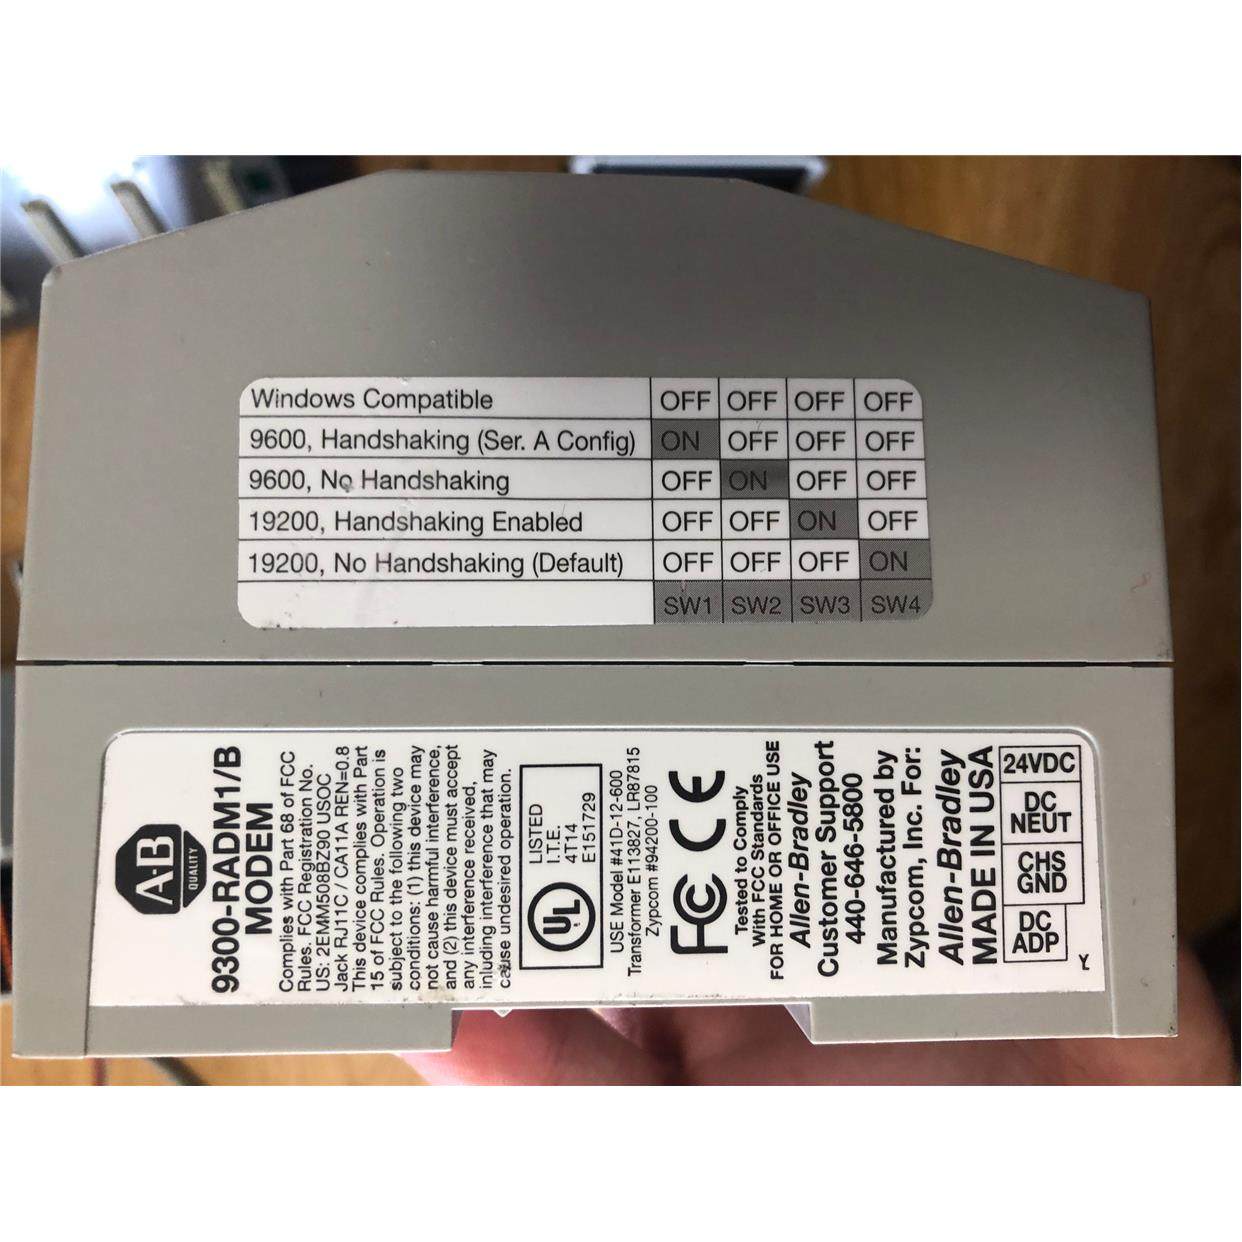 Windows Compatible OFF OFF OFF OFF
9600, Handshaking (Ser. A Config) ON OFF OFF OFF
9600, No Handshaking OFF ON OFF OFF
19200, Handshaking Enabled OFF OFF ON OFF
19200, No Handshaking (Default) OFF OFF OFF ON
SW1 SW2 SW3 SW4
A-B
QUALITY
9300-RADM1/B
MODEM
Complies with Part 68 of FCC
Rules. FCC Registration No.
US: 2EMM508BZ90 USOC
Jack RJ11C / CA11A REN=0.8
This device complies with Part
15 of FCC Rules. Operation is
subject to the following two
conditions: (1) this device may
not cause harmful interference,
and (2) this device must accept
any interference received,
inluding interference that may
cause undesired operation.
UL
LISTED
I.T.E.
4T14
E151729
USE Model #41D-12-600
Transformer E113827, LR87815
Zypcom #94200-100
FC CE
Tested to Comply
With FCC Standards
FOR HOME OR OFFICE USE
Allen-Bradley
Customer Support
440-646-5800
Manufactured by
Zypcom, Inc. For:
Allen-Bradley
MADE IN USA
24VDC
DC
NEUT
CHS
GND
DC
ADP